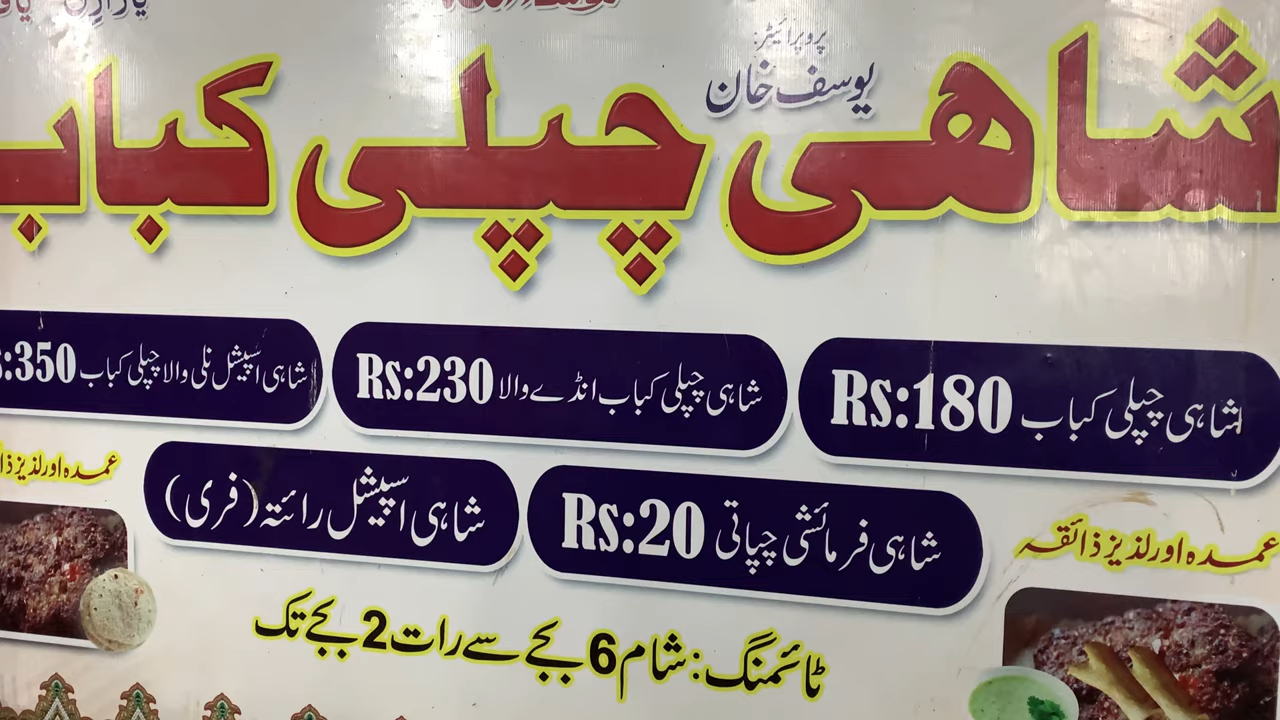 پروپرائیٹر:
یوسف خان
شاہی چپلی کباب
شاہی چپلی کباب Rs:180
شاہی چپلی کباب انڈے والا Rs:230
شاہی اسپیشل نلی والا چپلی کباب s:350
شاہی فرمائشی چپاتی Rs:20
شاہی اسپیشل رائتہ (فری)
عمدہ اور لذیز ذائقہ
عمدہ اور لذیز
ٹائمنگ: شام 6 بجے سے رات 2 بجے تک